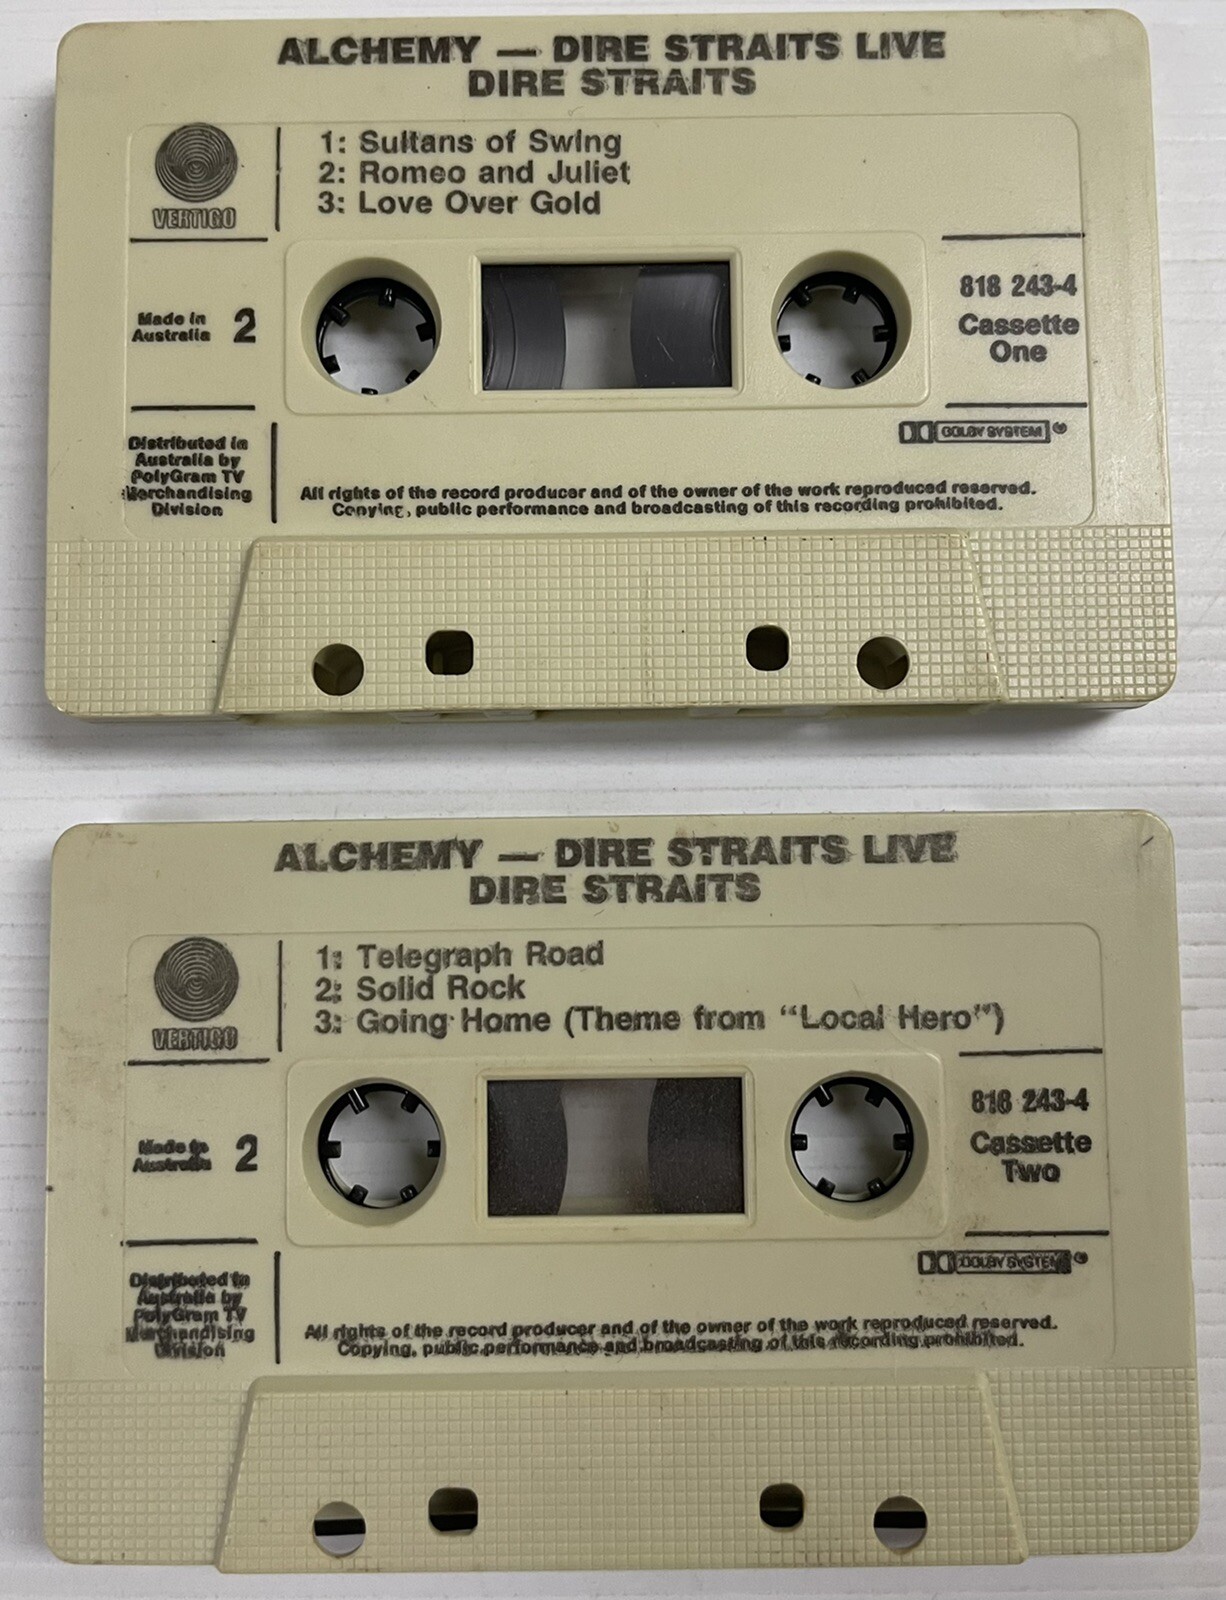 ALCHEMY — DIRE STRAITS LIVE
DIRE STRAITS
VERTIGO
1: Sultans of Swing
2: Romeo and Juliet
3: Love Over Gold
Made in
Australia
2
818 243-4
Cassette
One
Distributed in
Australia by
PolyGram TV
Merchandising
Division
DOLBY SYSTEM
All rights of the record producer and of the owner of the work reproduced reserved.
Copying, public performance and broadcasting of this recording prohibited.
ALCHEMY — DIRE STRAITS LIVE
DIRE STRAITS
VERTIGO
1: Telegraph Road
2: Solid Rock
3: Going Home (Theme from “Local Hero”)
Made in
Australia
2
818 243-4
Cassette
Two
Distributed in
Australia by
PolyGram TV
Merchandising
Division
DOLBY SYSTEM
All rights of the record producer and of the owner of the work reproduced reserved.
Copying, public performance and broadcasting of this recording prohibited.